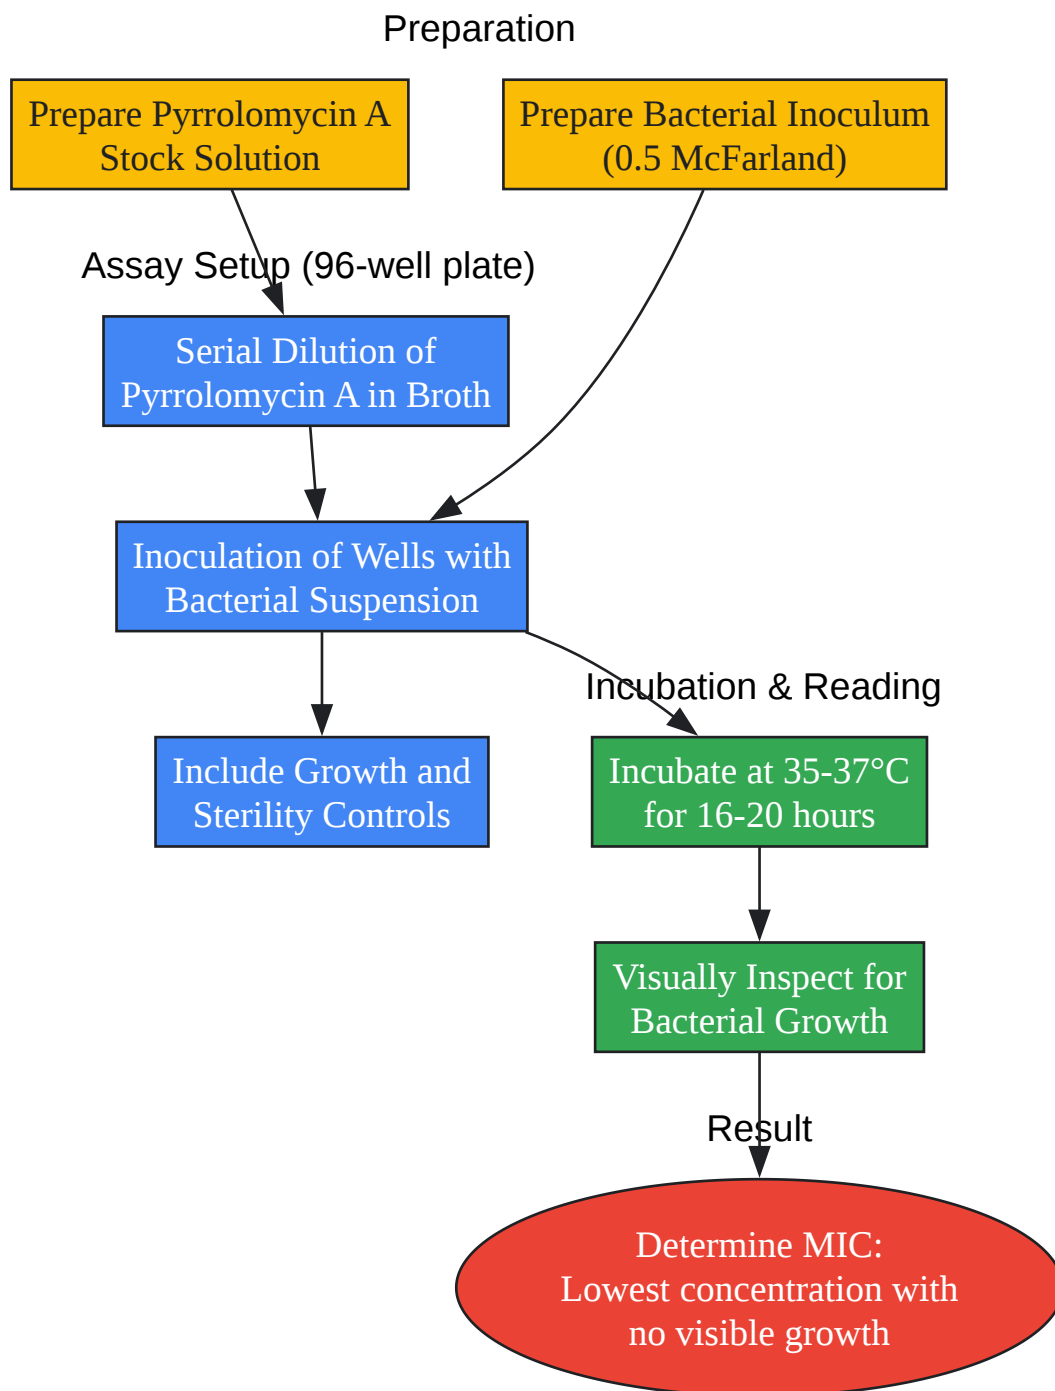 Preparation
Prepare Pyrrolomycin A
Stock Solution
Prepare Bacterial Inoculum
(0.5 McFarland)
Assay Setup (96-well plate)
Serial Dilution of
Pyrrolomycin A in Broth
Inoculation of Wells with
Bacterial Suspension
Incubation & Reading
Include Growth and
Sterility Controls
Incubate at 35-37°C
for 16-20 hours
Visually Inspect for
Bacterial Growth
Result
Determine MIC:
Lowest concentration with
no visible growth